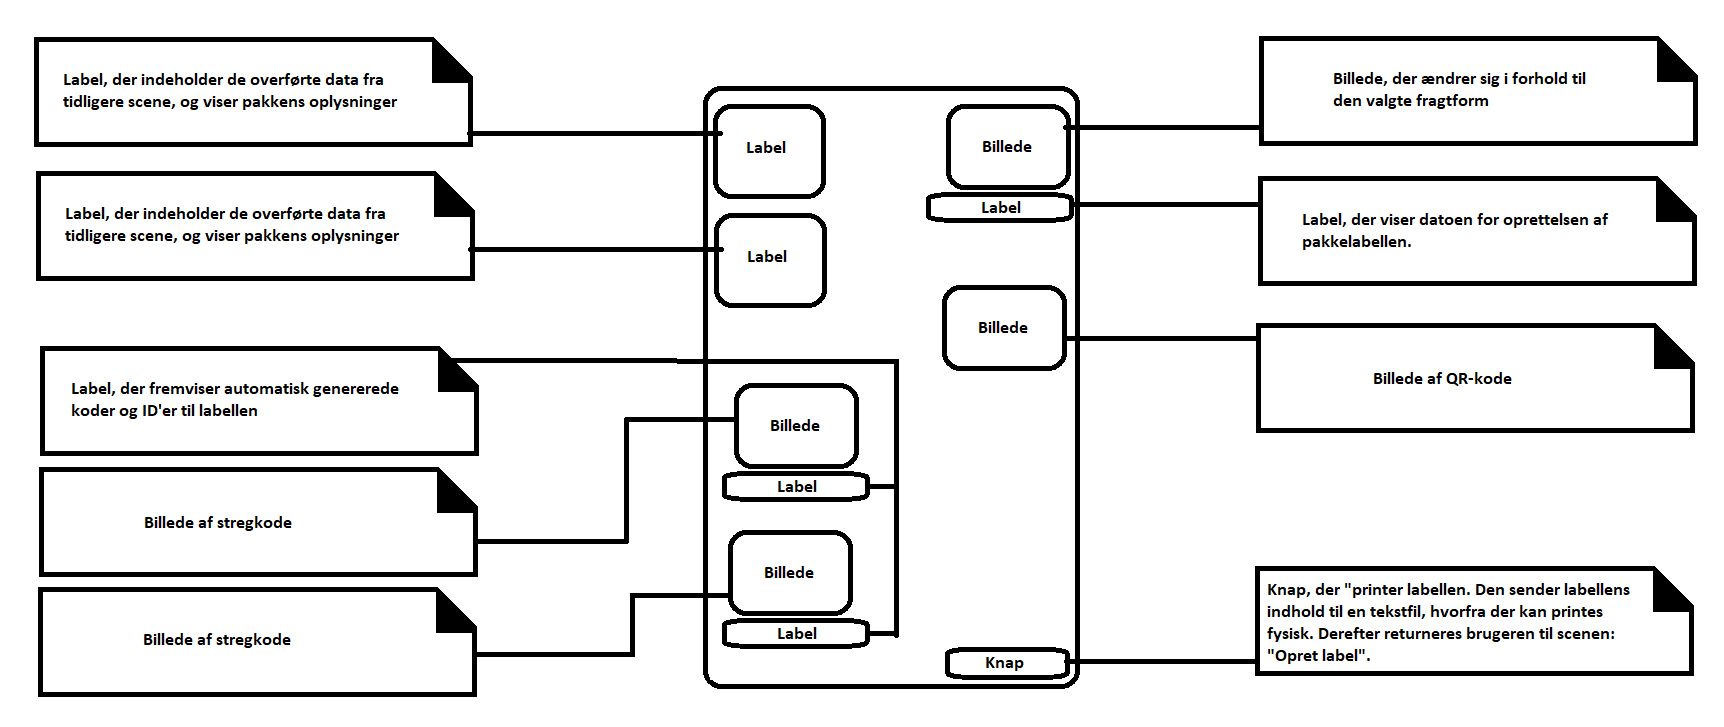 Label, der indeholder de overførte data fra
tidligere scene, og viser pakkens oplysninger
Label, der indeholder de overførte data fra
tidligere scene, og viser pakkens oplysninger
Label, der fremviser automatisk genererede
koder og ID'er til labellen
Billede af stregkode
Billede af stregkode
Label
Label
Billede
Label
Billede
Label
Billede
Label
Billede
Knap
Billede, der ændrer sig i forhold til
den valgte fragtform
Label, der viser datoen for oprettelsen af
pakkelabellen.
Billede af QR-kode
Knap, der "printer labellen. Den sender labellens
indhold til en tekstfil, hvorfra der kan printes
fysisk. Derefter returneres brugeren til scenen:
"Opret label".